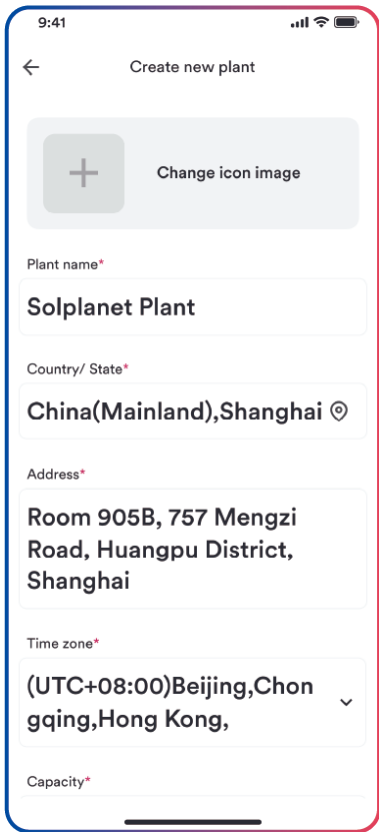 9:41
Create new plant
Change icon image
Plant name*
Solplanet Plant
Country/ State*
China(Mainland),Shanghai
Address*
Room 905B, 757 Mengzi
Road, Huangpu District,
Shanghai
Time zone*
(UTC+08:00)Beijing,Chon
gqing,Hong Kong,
Capacity*